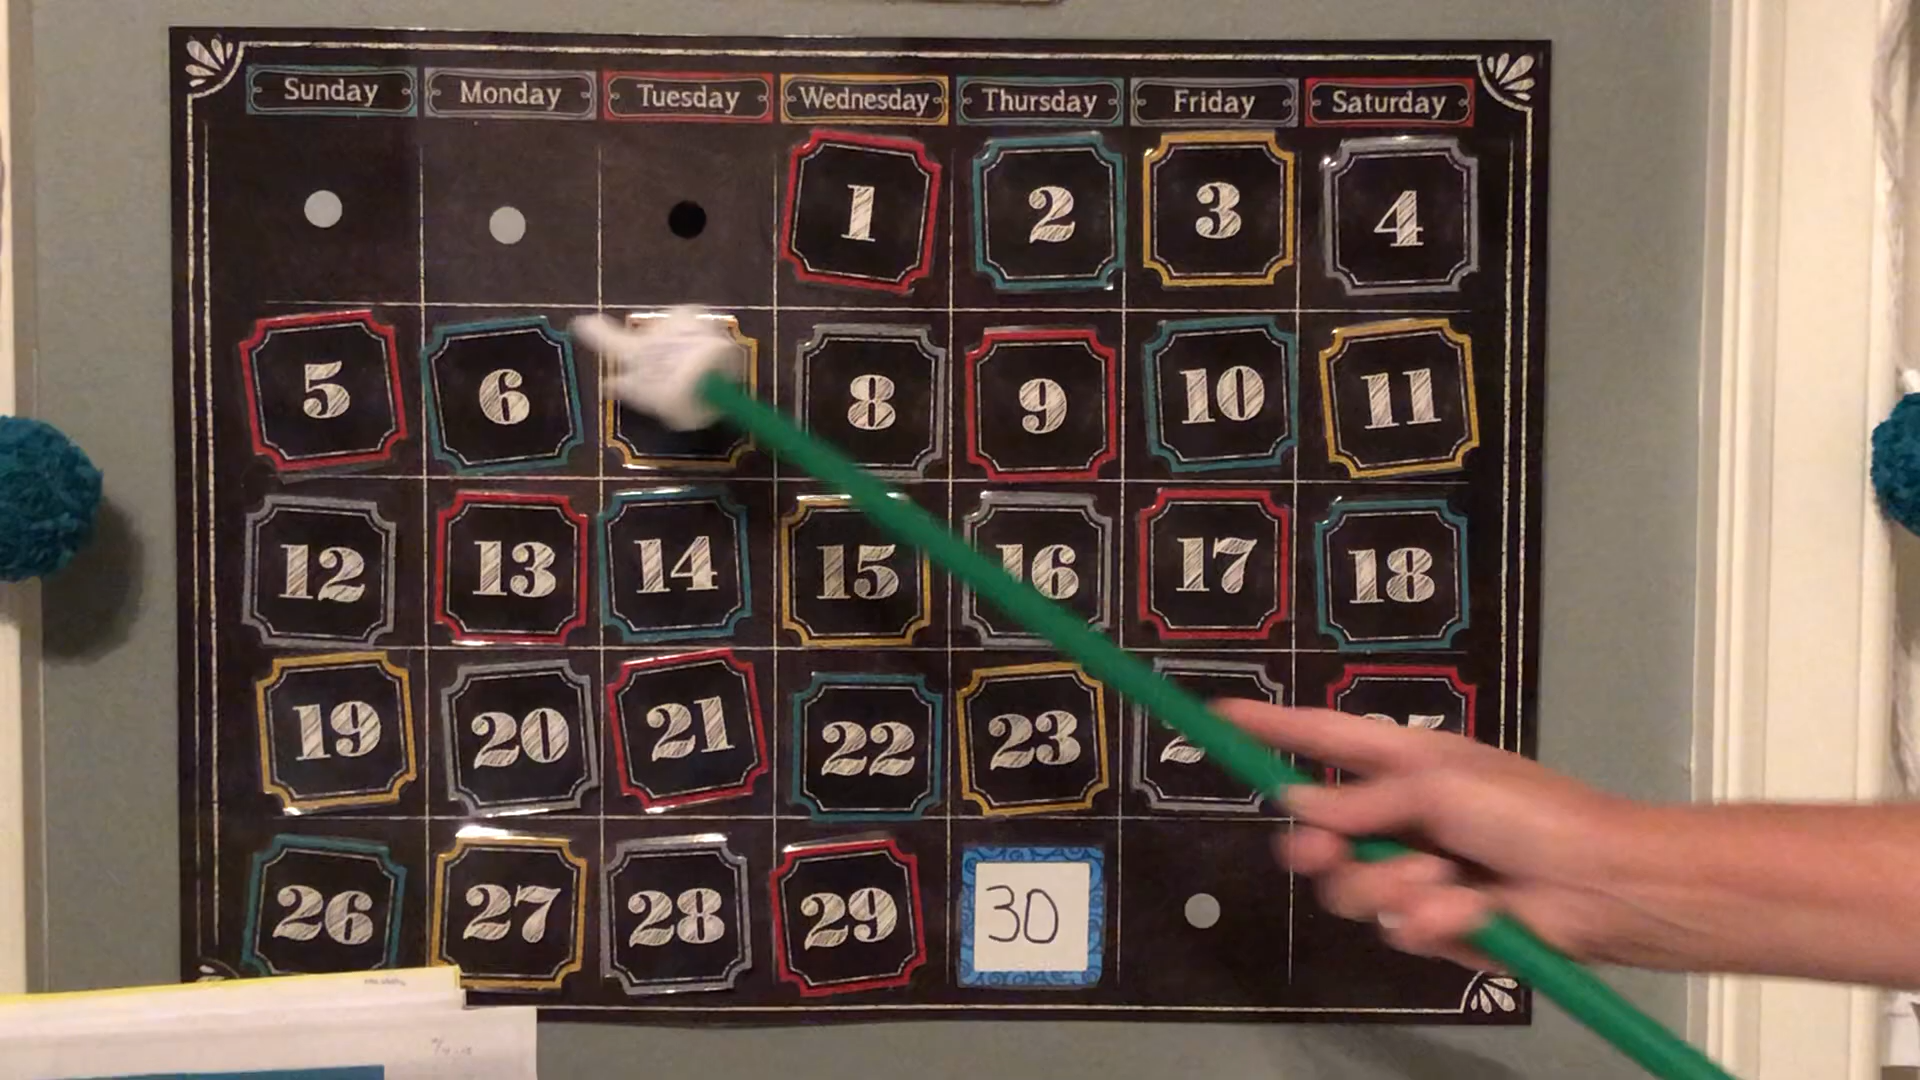 Sunday Monday Tuesday Wednesday Thursday Friday Saturday
1 2 3 4
5 6 8 9 10 11
12 13 14 15 16 17 18
19 20 21 22 23
26 27 28 29 30